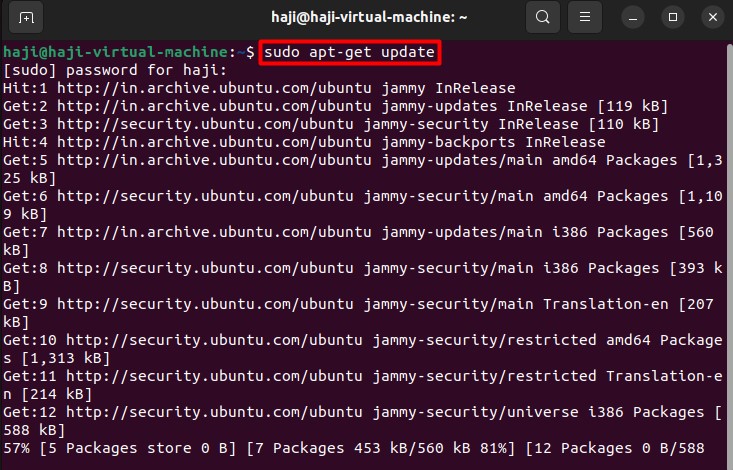 haji@haji-virtual-machine: ~
haji@haji-virtual-machine:~$ sudo apt-get update
[sudo] password for haji:
Hit:1 http://in.archive.ubuntu.com/ubuntu jammy InRelease
Get:2 http://in.archive.ubuntu.com/ubuntu jammy-updates InRelease [119 kB]
Get:3 http://security.ubuntu.com/ubuntu jammy-security InRelease [110 kB]
Hit:4 http://in.archive.ubuntu.com/ubuntu jammy-backports InRelease
Get:5 http://in.archive.ubuntu.com/ubuntu jammy-updates/main amd64 Packages [1,3
25 kB]
Get:6 http://security.ubuntu.com/ubuntu jammy-security/main amd64 Packages [1,10
9 kB]
Get:7 http://in.archive.ubuntu.com/ubuntu jammy-updates/main i386 Packages [560
kB]
Get:8 http://security.ubuntu.com/ubuntu jammy-security/main i386 Packages [393 k
B]
Get:9 http://security.ubuntu.com/ubuntu jammy-security/main Translation-en [207
kB]
Get:10 http://security.ubuntu.com/ubuntu jammy-security/restricted amd64 Package
s [1,313 kB]
Get:11 http://security.ubuntu.com/ubuntu jammy-security/restricted Translation-e
n [214 kB]
Get:12 http://security.ubuntu.com/ubuntu jammy-security/universe i386 Packages [
588 kB]
57% [5 Packages store 0 B] [7 Packages 453 kB/560 kB 81%] [12 Packages 0 B/588